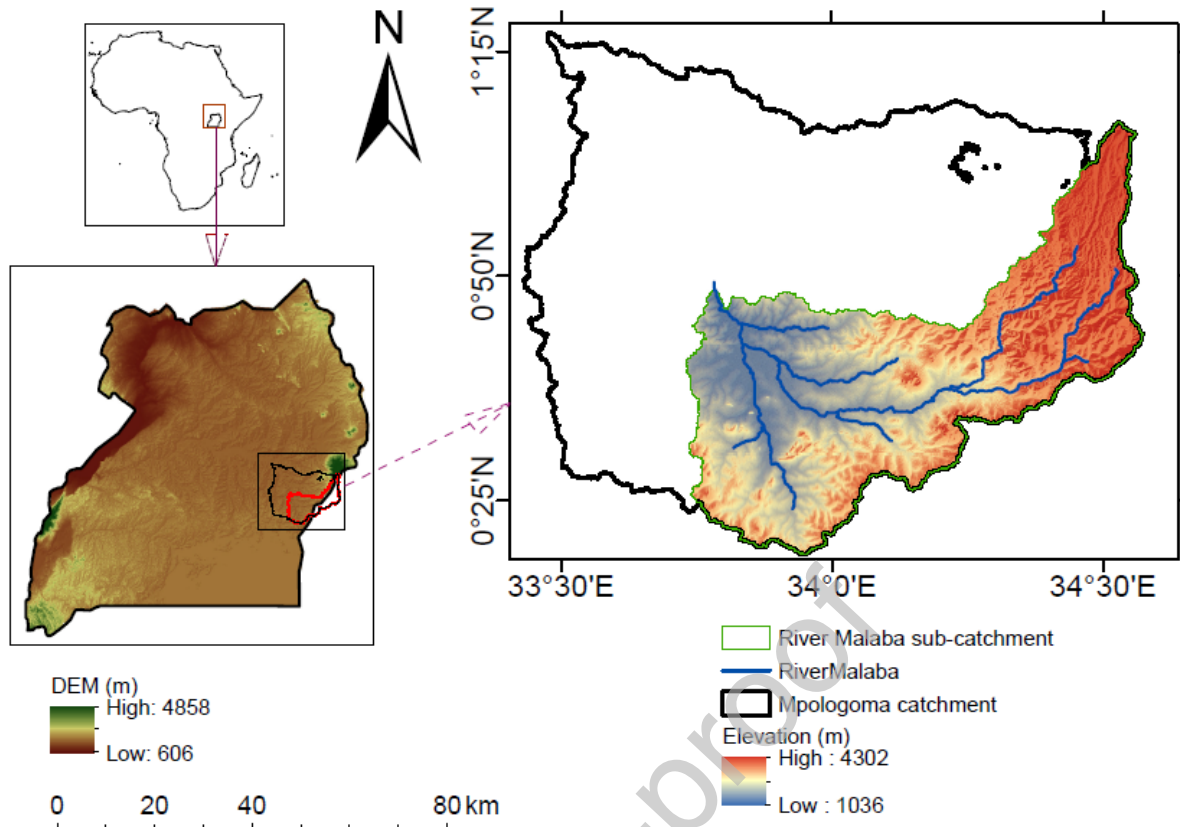 N
1°15'N
0°50'N
0°25'N
33°30'E 34°0'E 34°30'E
River Malaba sub-catchment
RiverMalaba
Mpologoma catchment
Elevation (m)
High : 4302
Low : 1036
DEM (m)
High: 4858
Low: 606
0 20 40 80 km
proof